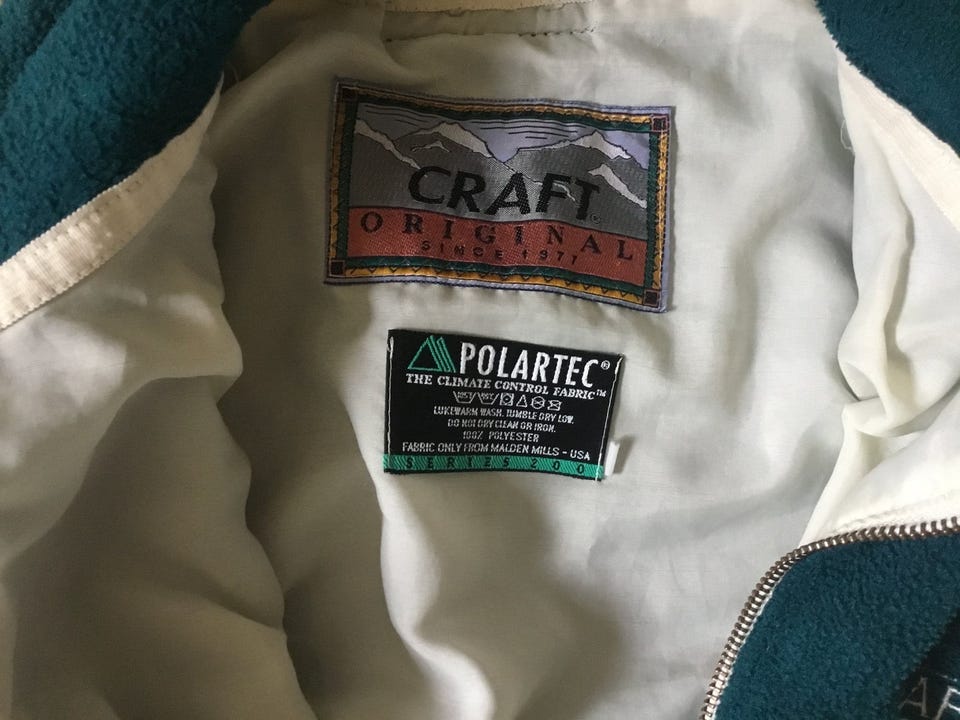 CRAFT®
ORIGINAL
SINCE 1977
POLARTEC®
THE CLIMATE CONTROL FABRIC™
LUKEWARM WASH. TUMBLE DRY LOW.
DO NOT DRY CLEAN OR IRON.
100% POLYESTER
FABRIC ONLY FROM MALDEN MILLS - USA
SERIES 200